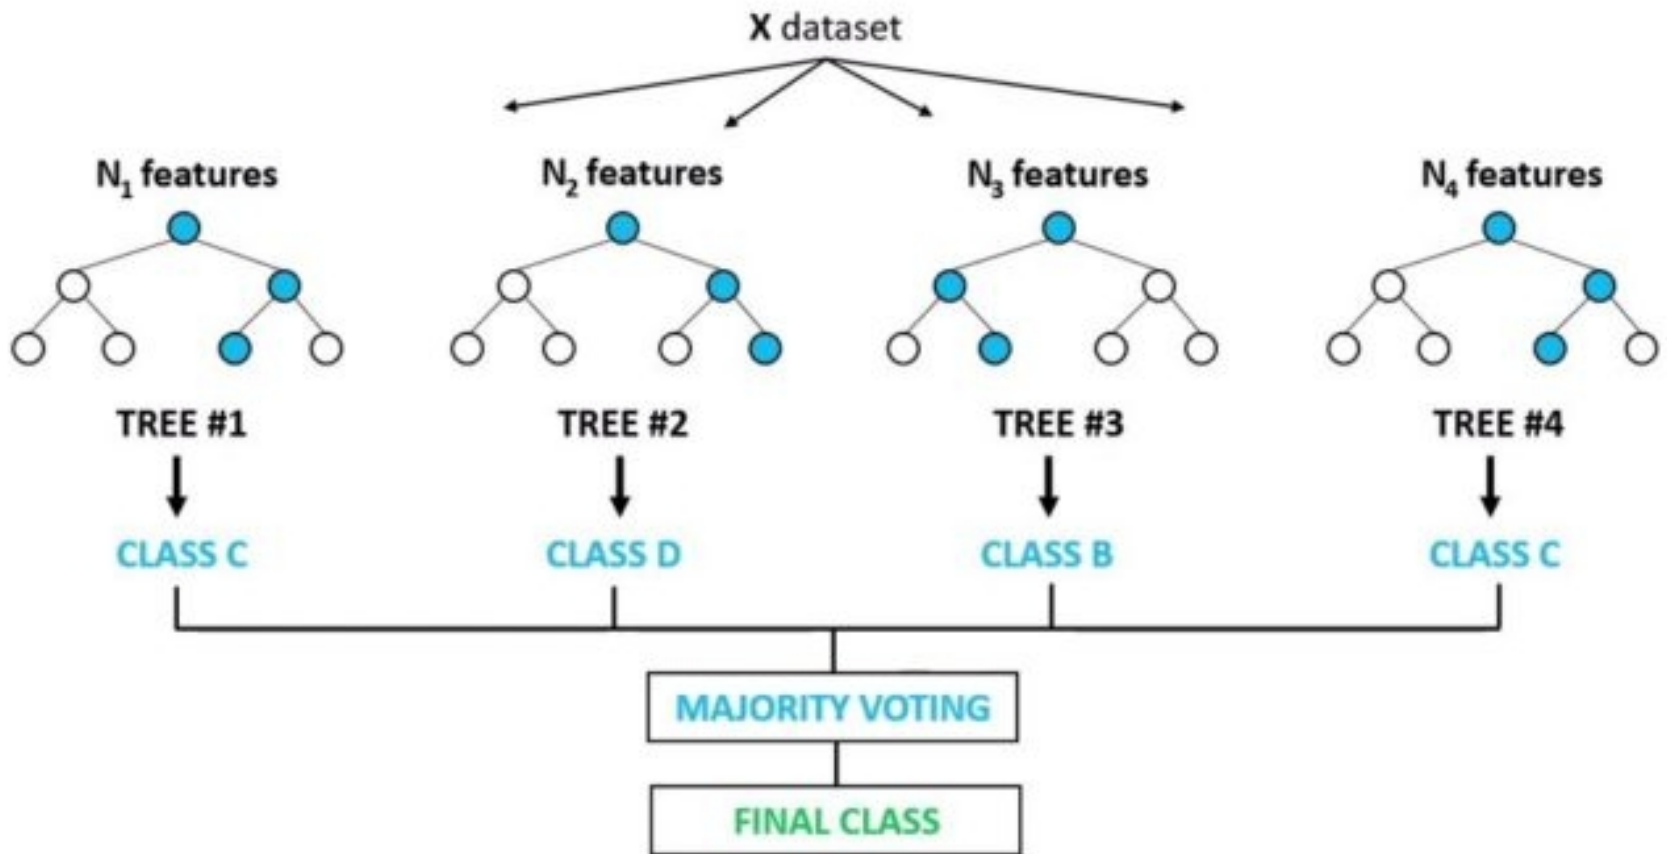 X dataset
N1 features
N2 features
N3 features
N4 features
TREE #1
TREE #2
TREE #3
TREE #4
CLASS C
CLASS D
CLASS B
CLASS C
MAJORITY VOTING
FINAL CLASS